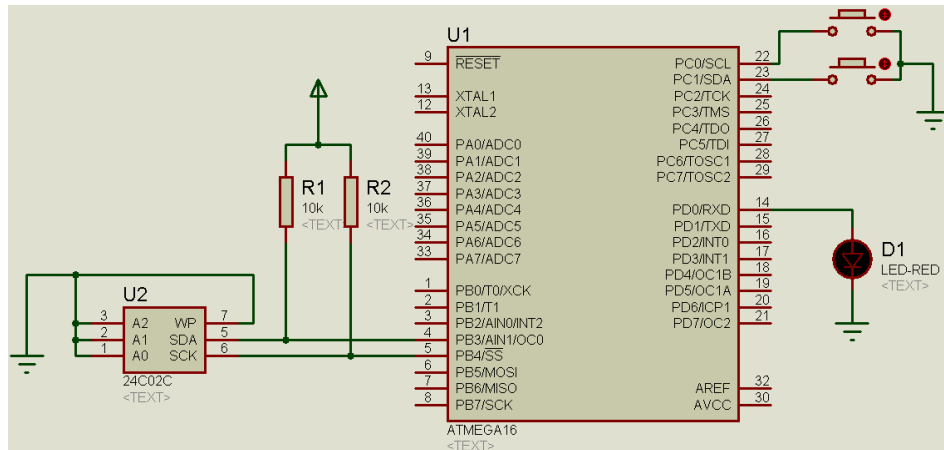 U1
9 RESET
13 XTAL1
12 XTAL2
40 PA0/ADC0
39 PA1/ADC1
38 PA2/ADC2
37 PA3/ADC3
36 PA4/ADC4
35 PA5/ADC5
34 PA6/ADC6
33 PA7/ADC7
1 PB0/T0/XCK
2 PB1/T1
3 PB2/AIN0/INT2
4 PB3/AIN1/OC0
5 PB4/SS
6 PB5/MOSI
7 PB6/MISO
8 PB7/SCK
PC0/SCL 22
PC1/SDA 23
PC2/TCK 24
PC3/TMS 25
PC4/TDO 26
PC5/TDI 27
PC6/TOSC1 28
PC7/TOSC2 29
PD0/RXD 14
PD1/TXD 15
PD2/INT0 16
PD3/INT1 17
PD4/OC1B 18
PD5/OC1A 19
PD6/ICP1 20
PD7/OC2 21
AREF 32
AVCC 30
ATMEGA16
<TEXT>
R1
10k
<TEXT>
R2
10k
<TEXT>
U2
3 A2 WP 7
2 A1 SDA 5
1 A0 SCK 6
24C02C
<TEXT>
D1
LED-RED
<TEXT>